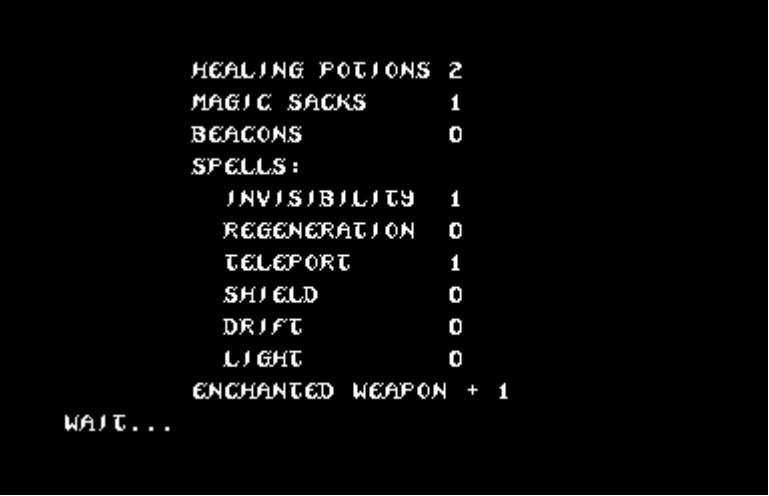 HEALING POTIONS 2
MAGIC SACKS 1
BEACONS 0
SPELLS:
INVISIBILITY 1
REGENERATION 0
TELEPORT 1
SHIELD 0
DRIFT 0
LIGHT 0
ENCHANTED WEAPON + 1
WAIT...